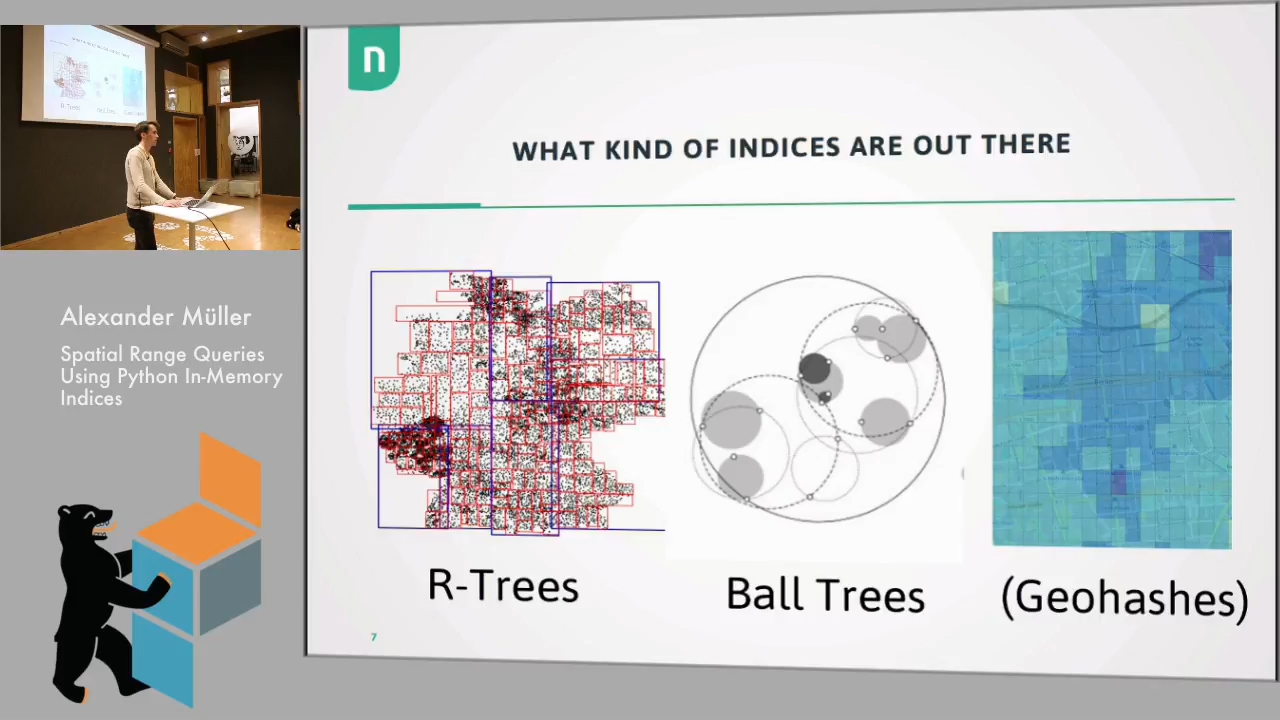 n
WHAT KIND OF INDICES ARE OUT THERE
R-Trees
Ball Trees
(Geohashes)
7
Alexander Müller
Spatial Range Queries
Using Python In-Memory
Indices